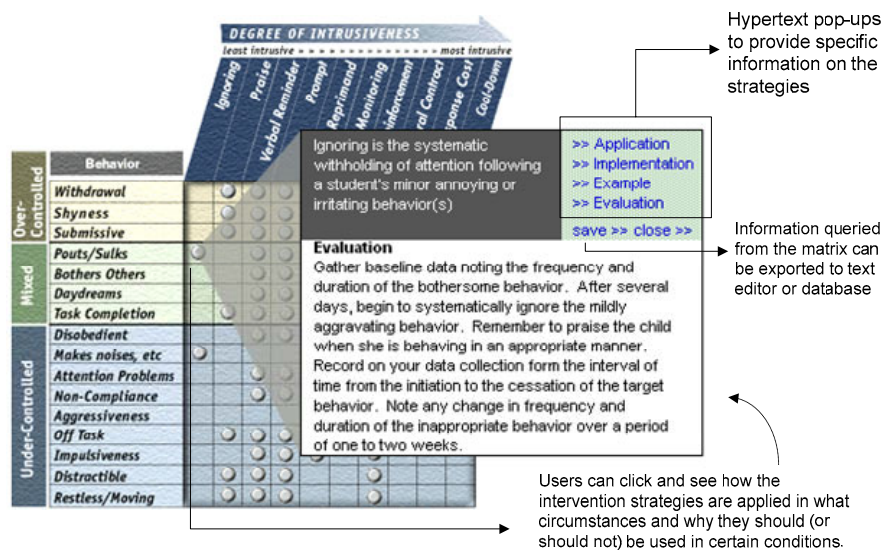 DEGREE OF INTRUSIVENESS
least intrusive » » » » » » » » » » » » » » most intrusive
Ignoring
Praise
Verbal Reminder
Prompt
Reprimand
Monitoring
inforcement
ral Contract
sponse Cost
Cool-Down
Hypertext pop-ups
to provide specific
information on the
strategies
Ignoring is the systematic
withholding of attention following
a student's minor annoying or
irritating behavior(s)
>> Application
>> Implementation
>> Example
>> Evaluation
save >> close >>
Information queried
from the matrix can
be exported to text
editor or database
Evaluation
Gather baseline data noting the frequency and
duration of the bothersome behavior. After several
days, begin to systematically ignore the mildly
aggravating behavior. Remember to praise the child
when she is behaving in an appropriate manner.
Record on your data collection form the interval of
time from the initiation to the cessation of the target
behavior. Note any change in frequency and
duration of the inappropriate behavior over a period
of one to two weeks.
Behavior
Over-
Controlled
Withdrawal
Shyness
Submissive
Mixed
Pouts/Sulks
Bothers Others
Daydreams
Task Completion
Under-Controlled
Disobedient
Makes noises, etc
Attention Problems
Non-Compliance
Aggressiveness
Off Task
Impulsiveness
Distractible
Restless/Moving
Users can click and see how the
intervention strategies are applied in what
circumstances and why they should (or
should not) be used in certain conditions.